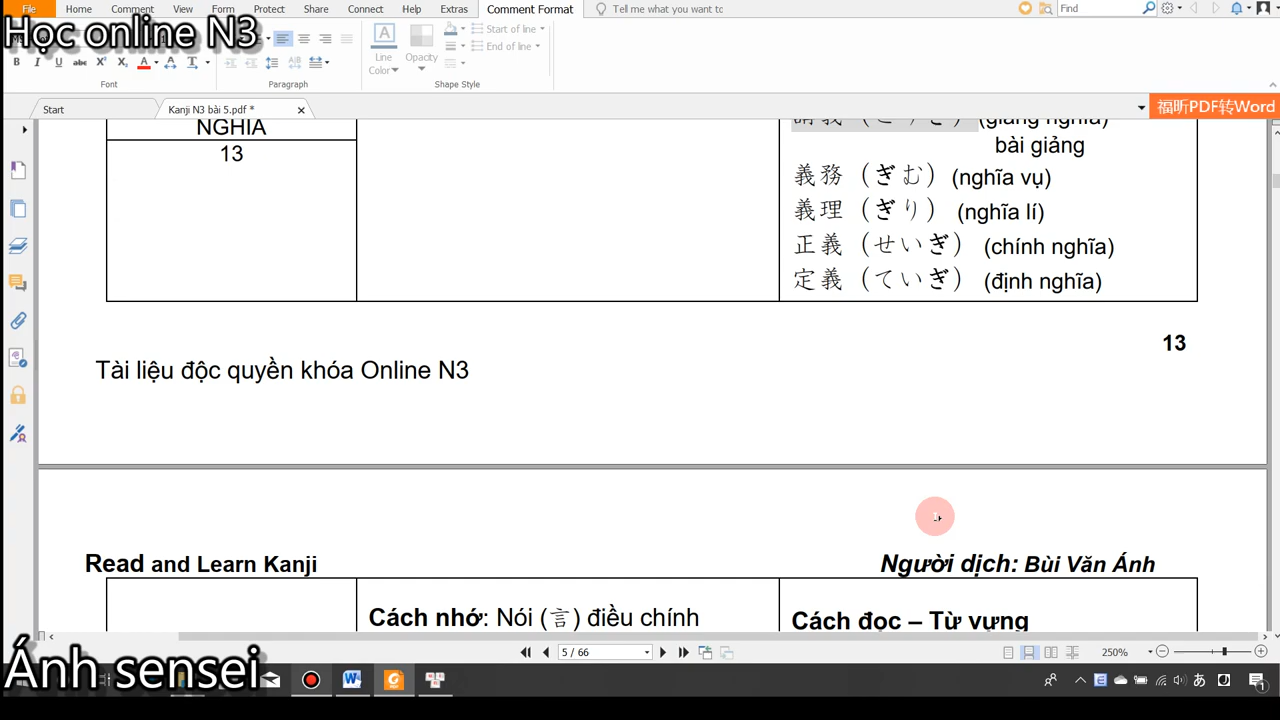 File Home Comment View Form Protect Share Connect Help Extras Comment Format Tell me what you want tc Find
Học online N3
Start of line
End of line
Line
Color
Opacity
Font Paragraph Shape Style
Start Kanji N3 bài 5.pdf *
福昕PDF转Word
NGHĨA
13
(giảng nghĩa)
bài giảng
義務（ぎむ）(nghĩa vụ)
義理（ぎり）(nghĩa lí)
正義（せいぎ）(chính nghĩa)
定義（ていぎ）(định nghĩa)
13
Tài liệu độc quyền khóa Online N3
Read and Learn Kanji
Người dịch: Bùi Văn Ánh
Cách nhớ: Nói (言) điều chính
Cách đọc – Từ vựng
5 / 66
250%
Ánh sensei